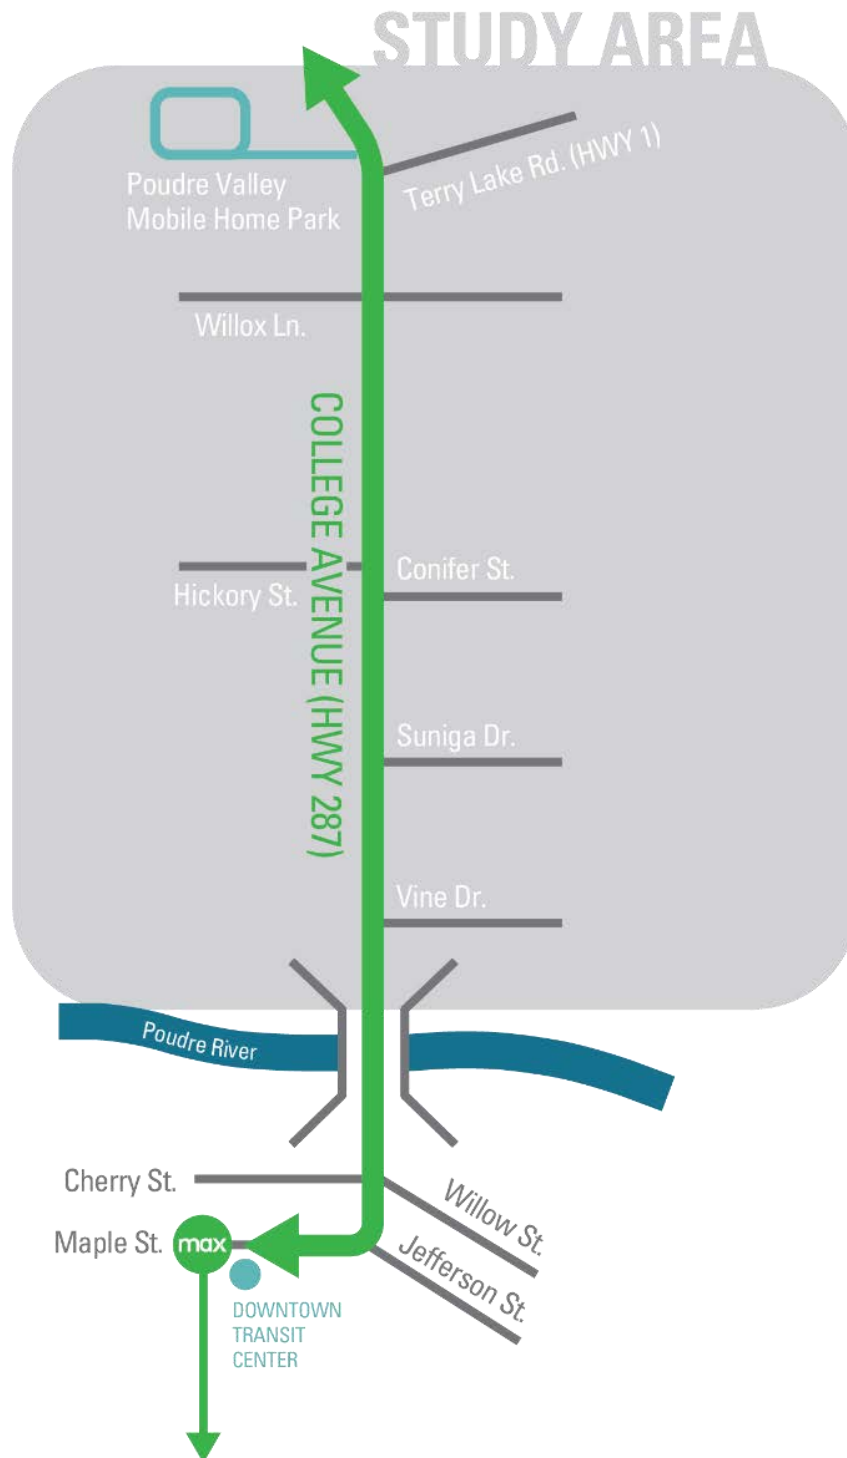 STUDY AREA
Terry Lake Rd. (HWY 1)
Poudre Valley
Mobile Home Park
Willox Ln.
COLLEGE AVENUE (HWY 287)
Conifer St.
Hickory St.
Suniga Dr.
Vine Dr.
Poudre River
Cherry St.
Willow St.
Maple St.
max
Jefferson St.
DOWNTOWN
TRANSIT
CENTER